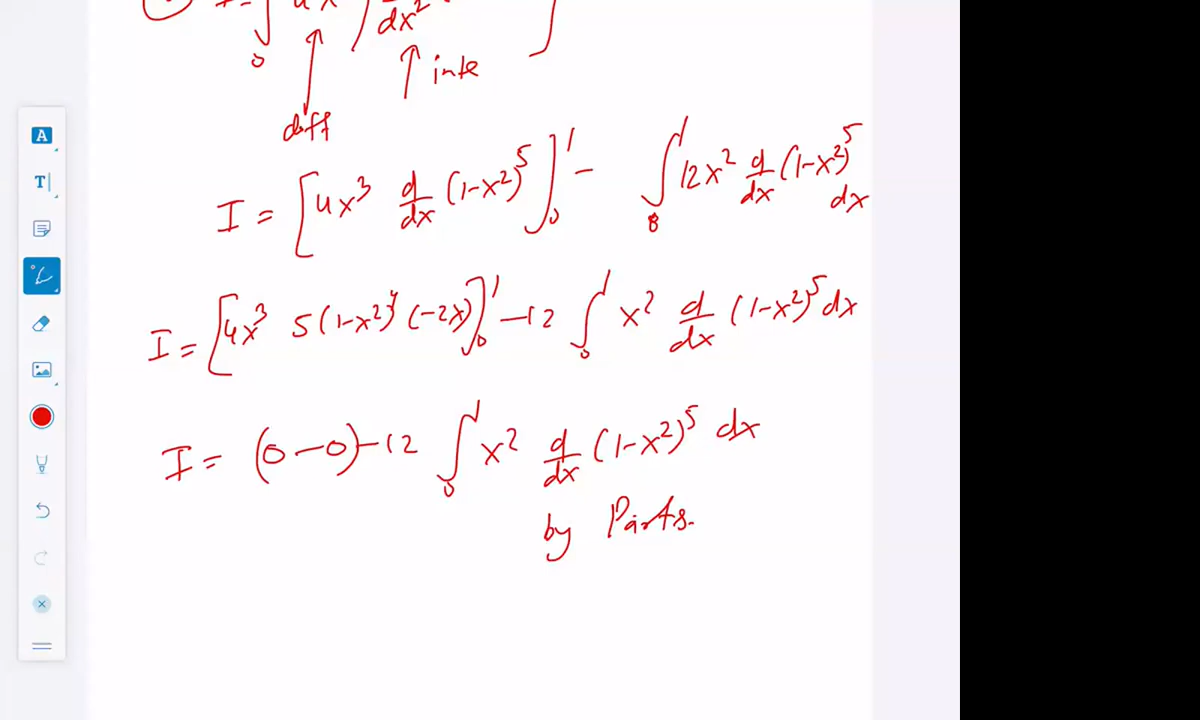 0 dx²
↑ inte
diff
I = [4x³ d/dx (1-x²)⁵]₀¹ - ∫₀¹ 12x² d/dx (1-x²)⁵ dx
I = [4x³ 5(1-x²)⁴ (-2x)]₀¹ -12 ∫₀¹ x² d/dx (1-x²)⁵ dx
I = (0-0)-12 ∫₀¹ x² d/dx (1-x²)⁵ dx
by Parts.